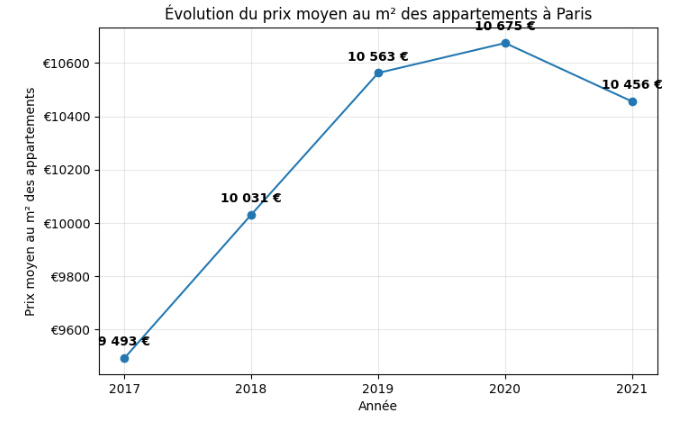 Évolution du prix moyen au m² des appartements à Paris
10 675 €
10 563 €
10 456 €
10 031 €
9 493 €
€10600
€10400
€10200
€10000
€9800
€9600
Prix moyen au m² des appartements
2017 2018 2019 2020 2021
Année